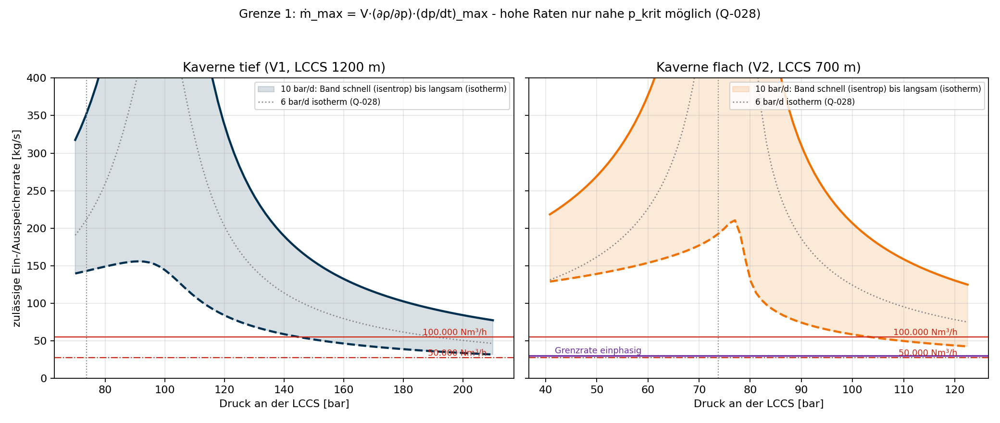 Grenze 1: ṁ_max = V·(∂ρ/∂p)·(dp/dt)_max - hohe Raten nur nahe p_krit möglich (Q-028)
Kaverne tief (V1, LCCS 1200 m)
zulässige Ein-/Ausspeicherrate [kg/s]
400
350
300
250
200
150
100
50
0
10 bar/d: Band schnell (isentrop) bis langsam (isotherm)
6 bar/d isotherm (Q-028)
100.000 Nm³/h
50.000 Nm³/h
80 100 120 140 160 180 200
Druck an der LCCS [bar]
Kaverne flach (V2, LCCS 700 m)
10 bar/d: Band schnell (isentrop) bis langsam (isotherm)
6 bar/d isotherm (Q-028)
100.000 Nm³/h
Grenzrate einphasig
50.000 Nm³/h
40 50 60 70 80 90 100 110 120
Druck an der LCCS [bar]